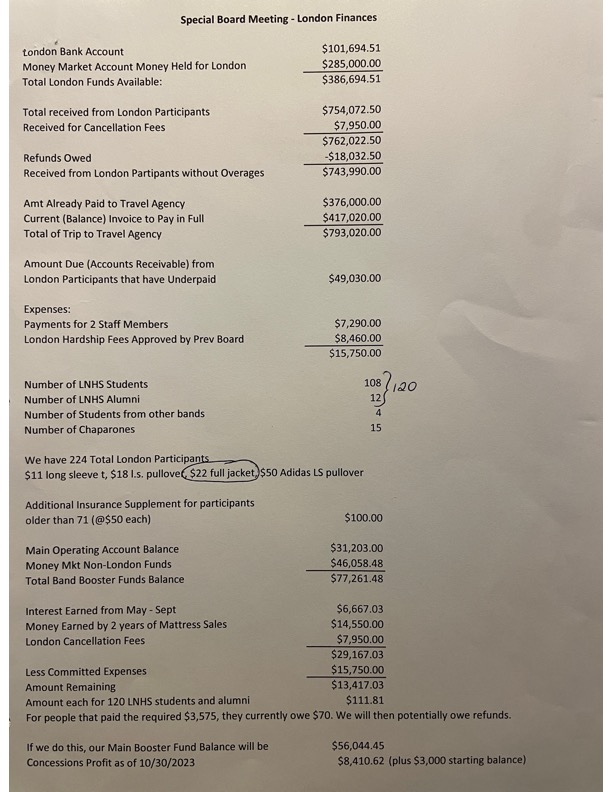 Special Board Meeting - London Finances
London Bank Account $101,694.51
Money Market Account Money Held for London $285,000.00
Total London Funds Available: $386,694.51
Total received from London Participants $754,072.50
Received for Cancellation Fees $7,950.00
$762,022.50
Refunds Owed -$18,032.50
Received from London Partipants without Overages $743,990.00
Amt Already Paid to Travel Agency $376,000.00
Current (Balance) Invoice to Pay in Full $417,020.00
Total of Trip to Travel Agency $793,020.00
Amount Due (Accounts Receivable) from
London Participants that have Underpaid $49,030.00
Expenses:
Payments for 2 Staff Members $7,290.00
London Hardship Fees Approved by Prev Board $8,460.00
$15,750.00
Number of LNHS Students 108 } 120
Number of LNHS Alumni 12
Number of Students from other bands 4
Number of Chaparones 15
We have 224 Total London Participants
$11 long sleeve t, $18 l.s. pullover, $22 full jacket, $50 Adidas LS pullover
Additional Insurance Supplement for participants
older than 71 (@$50 each) $100.00
Main Operating Account Balance $31,203.00
Money Mkt Non-London Funds $46,058.48
Total Band Booster Funds Balance $77,261.48
Interest Earned from May - Sept $6,667.03
Money Earned by 2 years of Mattress Sales $14,550.00
London Cancellation Fees $7,950.00
$29,167.03
Less Committed Expenses $15,750.00
Amount Remaining $13,417.03
Amount each for 120 LNHS students and alumni $111.81
For people that paid the required $3,575, they currently owe $70. We will then potentially owe refunds.
If we do this, our Main Booster Fund Balance will be $56,044.45
Concessions Profit as of 10/30/2023 $8,410.62 (plus $3,000 starting balance)